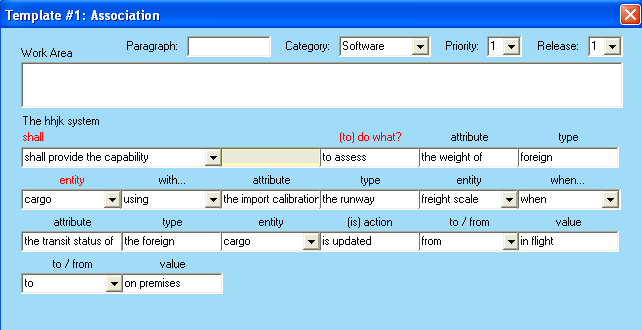 Template #1: Association
Work Area Paragraph: Category: Software Priority: 1 Release: 1
The hhjk system
shall (to) do what? attribute type
shall provide the capability to assess the weight of foreign
entity with... attribute type entity when...
cargo using the import calibration the runway freight scale when
attribute type entity (is) action to / from value
the transit status of the foreign cargo is updated from in flight
to / from value
to on premises